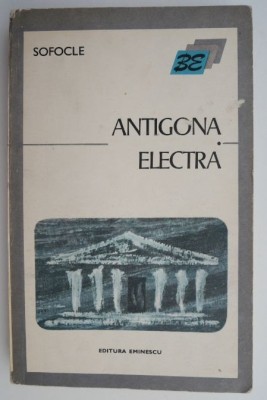 SOFOCLE
BE
ANTIGONA
ELECTRA
EDITURA EMINESCU